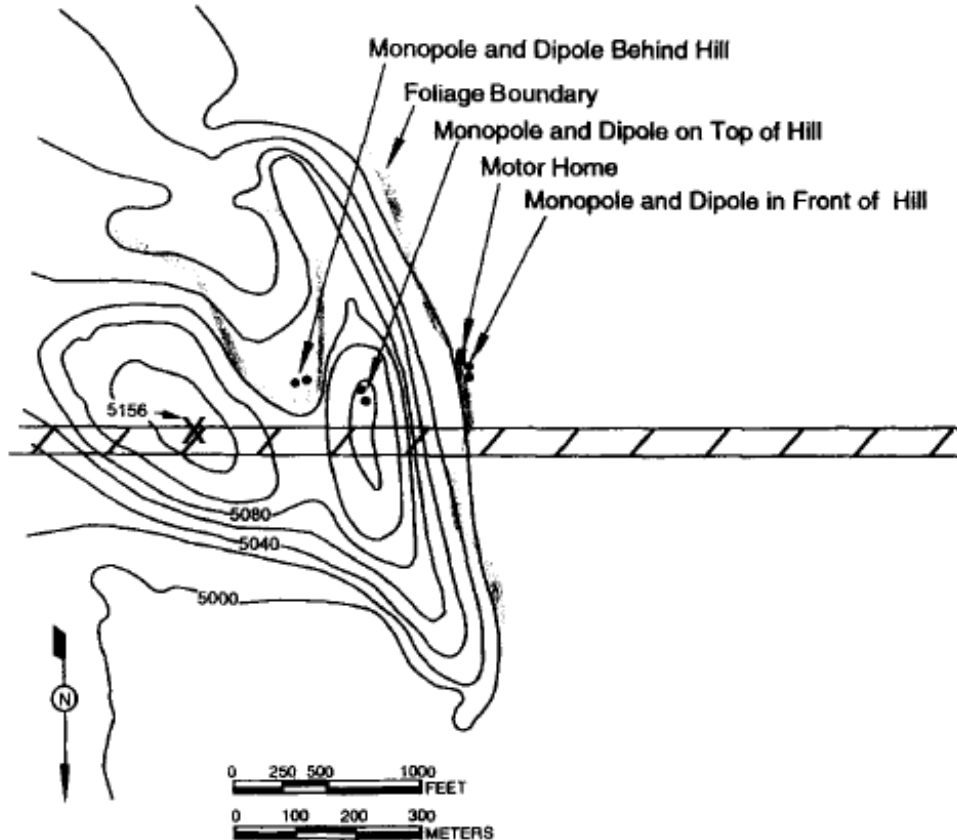 Monopole and Dipole Behind Hill
Foliage Boundary
Monopole and Dipole on Top of Hill
Motor Home
Monopole and Dipole in Front of Hill
5156
X
5080
5040
5000
N
0 250 500 1000
FEET
0 100 200 300
METERS